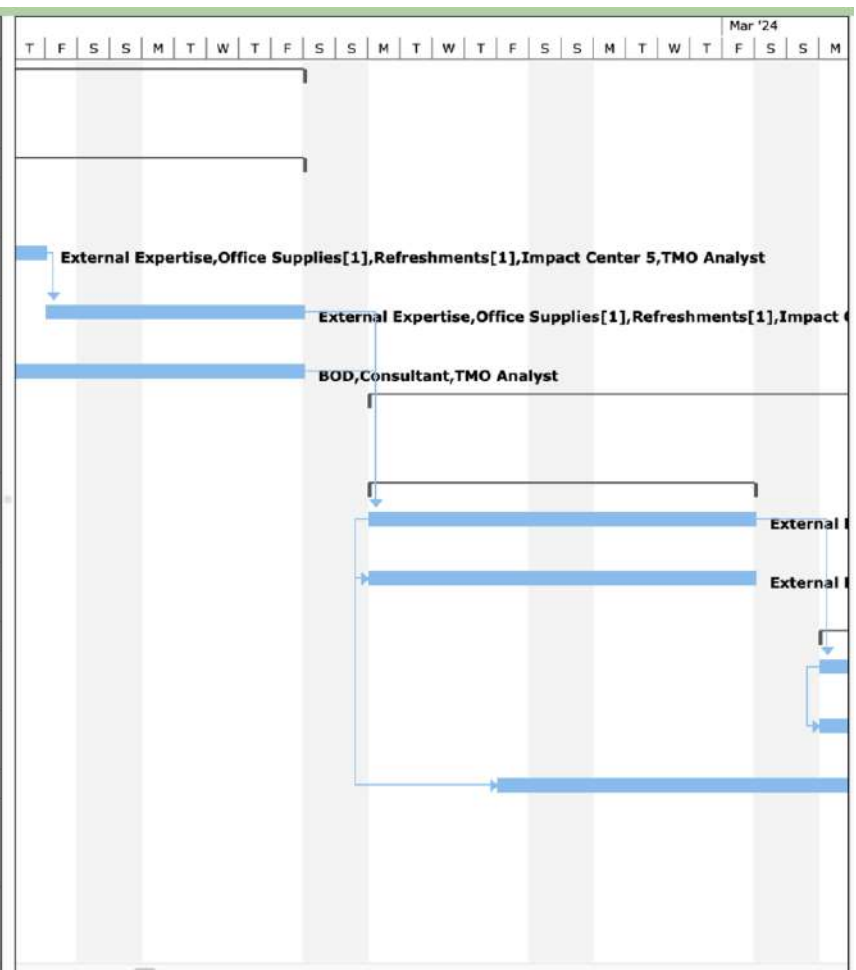 Mar '24
T F S S M T W T F S S M T W T F S S M T W T F S S M
External Expertise,Office Supplies[1],Refreshments[1],Impact Center 5,TMO Analyst
External Expertise,Office Supplies[1],Refreshments[1],Impact
BOD,Consultant,TMO Analyst
External
External